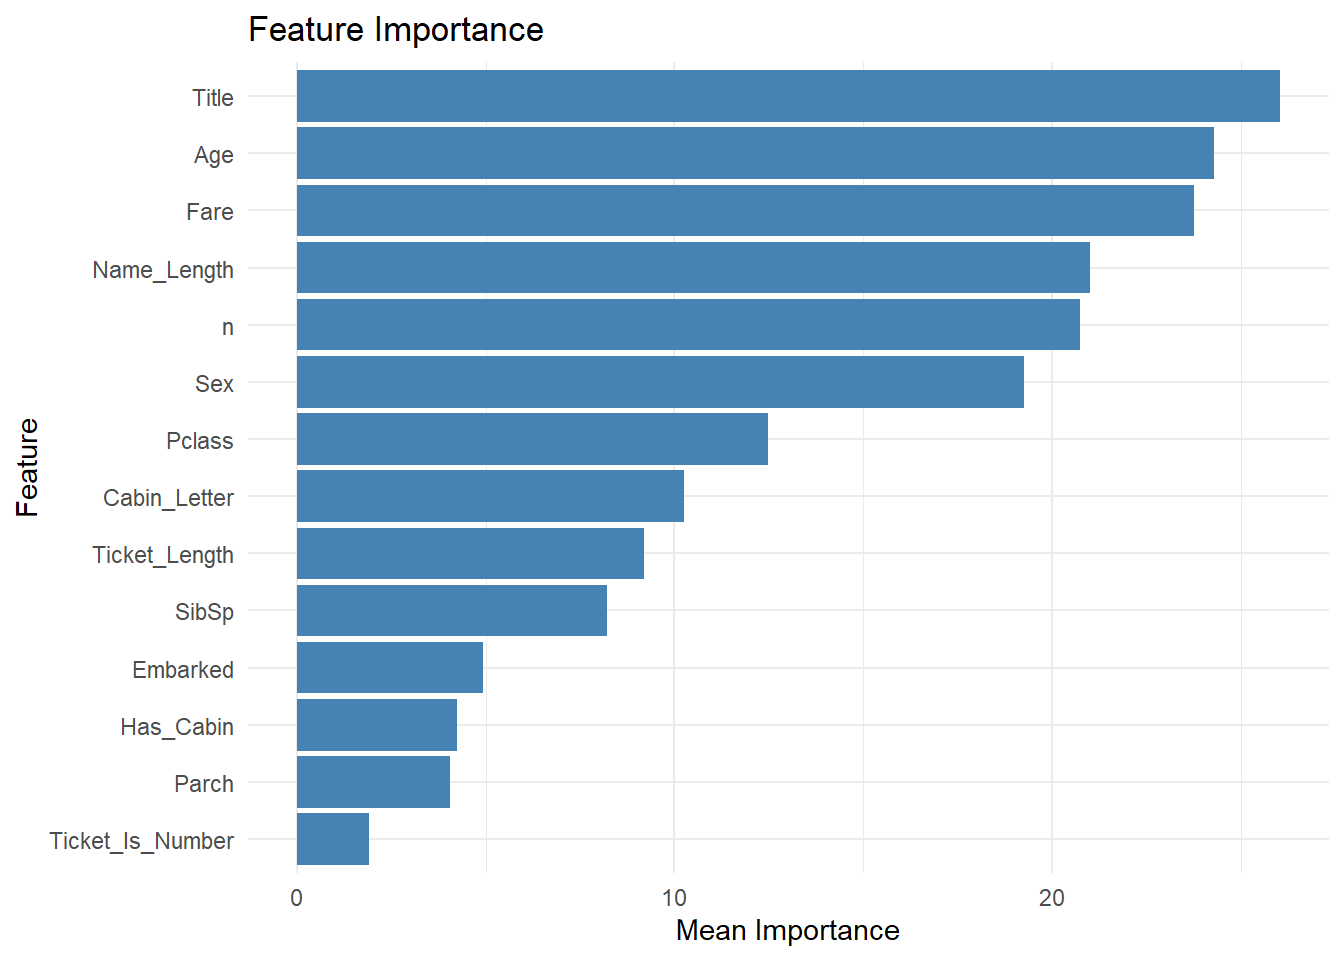 Feature Importance
Title
Age
Fare
Name_Length
n
Sex
Pclass
Cabin_Letter
Ticket_Length
SibSp
Embarked
Has_Cabin
Parch
Ticket_Is_Number
Feature
0 10 20
Mean Importance